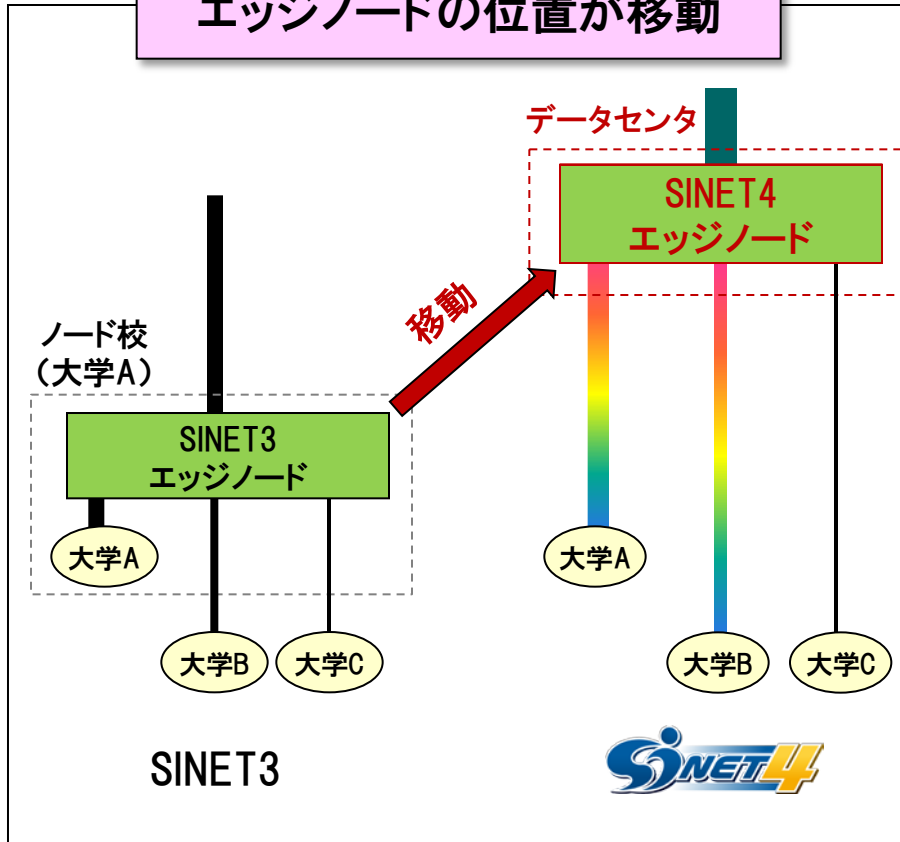 エッジノードの位置が移動
ノード校
（大学A）
SINET3
エッジノード
大学A
大学B
大学C
SINET3
移動
データセンタ
SINET4
エッジノード
大学A
大学B
大学C
SINET4